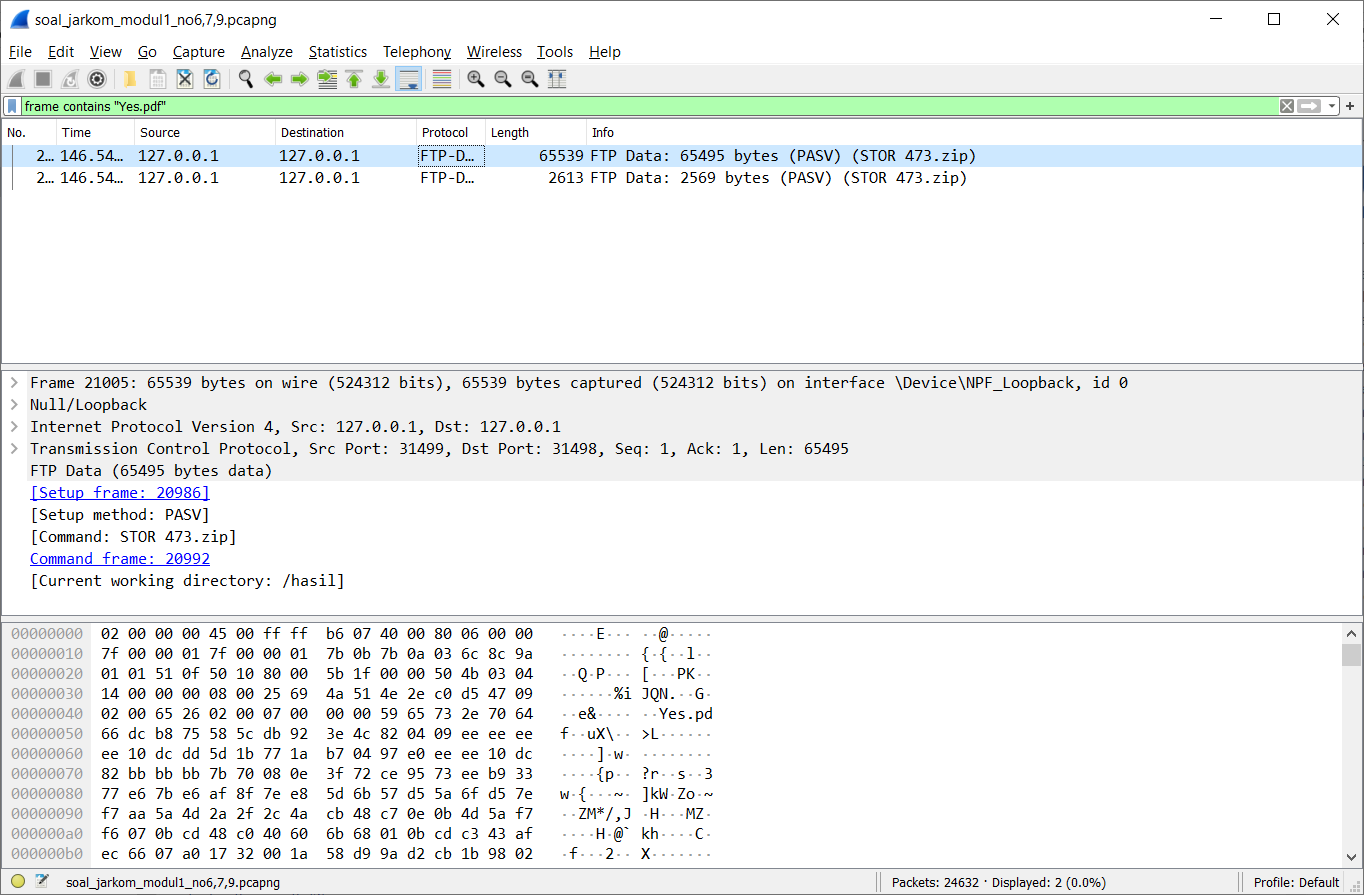 soal_jarkom_modul1_no6,7,9.pcapng
File Edit View Go Capture Analyze Statistics Telephony Wireless Tools Help
frame contains "Yes.pdf"
No. Time Source Destination Protocol Length Info
2… 146.54… 127.0.0.1 127.0.0.1 FTP-D… 65539 FTP Data: 65495 bytes (PASV) (STOR 473.zip)
2… 146.54… 127.0.0.1 127.0.0.1 FTP-D… 2613 FTP Data: 2569 bytes (PASV) (STOR 473.zip)
Frame 21005: 65539 bytes on wire (524312 bits), 65539 bytes captured (524312 bits) on interface \Device\NPF_Loopback, id 0
Null/Loopback
Internet Protocol Version 4, Src: 127.0.0.1, Dst: 127.0.0.1
Transmission Control Protocol, Src Port: 31499, Dst Port: 31498, Seq: 1, Ack: 1, Len: 65495
FTP Data (65495 bytes data)
[Setup frame: 20986]
[Setup method: PASV]
[Command: STOR 473.zip]
Command frame: 20992
[Current working directory: /hasil]
00000000 02 00 00 00 45 00 ff ff b6 07 40 00 80 06 00 00 ····E··· ··@·····
00000010 7f 00 00 01 7f 00 00 01 7b 0b 7b 0a 03 6c 8c 9a ········ {·{··l··
00000020 01 01 51 0f 50 10 80 00 5b 1f 00 00 50 4b 03 04 ··Q·P··· [···PK··
00000030 14 00 00 00 08 00 25 69 4a 51 4e 2e c0 d5 47 09 ······%i JQN.··G·
00000040 02 00 65 26 02 00 07 00 00 00 59 65 73 2e 70 64 ··e&···· ··Yes.pd
00000050 66 dc b8 75 58 5c db 92 3e 4c 82 04 09 ee ee ee f··uX\·· >L······
00000060 ee 10 dc dd 5d 1b 77 1a b7 04 97 e0 ee ee 10 dc ····]·w· ········
00000070 82 bb bb bb 7b 70 08 0e 3f 72 ce 95 73 ee b9 33 ····{p·· ?r··s··3
00000080 77 e6 7b e6 af 8f 7e e8 5d 6b 57 d5 5a 6f d5 7e w·{···~· ]kW·Zo·~
00000090 f7 aa 5a 4d 2a 2f 2c 4a cb 48 c7 0e 0b 4d 5a f7 ··ZM*/,J ·H···MZ·
000000a0 f6 07 0b cd 48 c0 40 60 6b 68 01 0b cd c3 43 af ····H·@` kh····C·
000000b0 ec 66 07 a0 17 32 00 1a 58 d9 9a d2 cb 1b 98 02 ·f···2·· X·······
soal_jarkom_modul1_no6,7,9.pcapng Packets: 24632 · Displayed: 2 (0.0%) Profile: Default